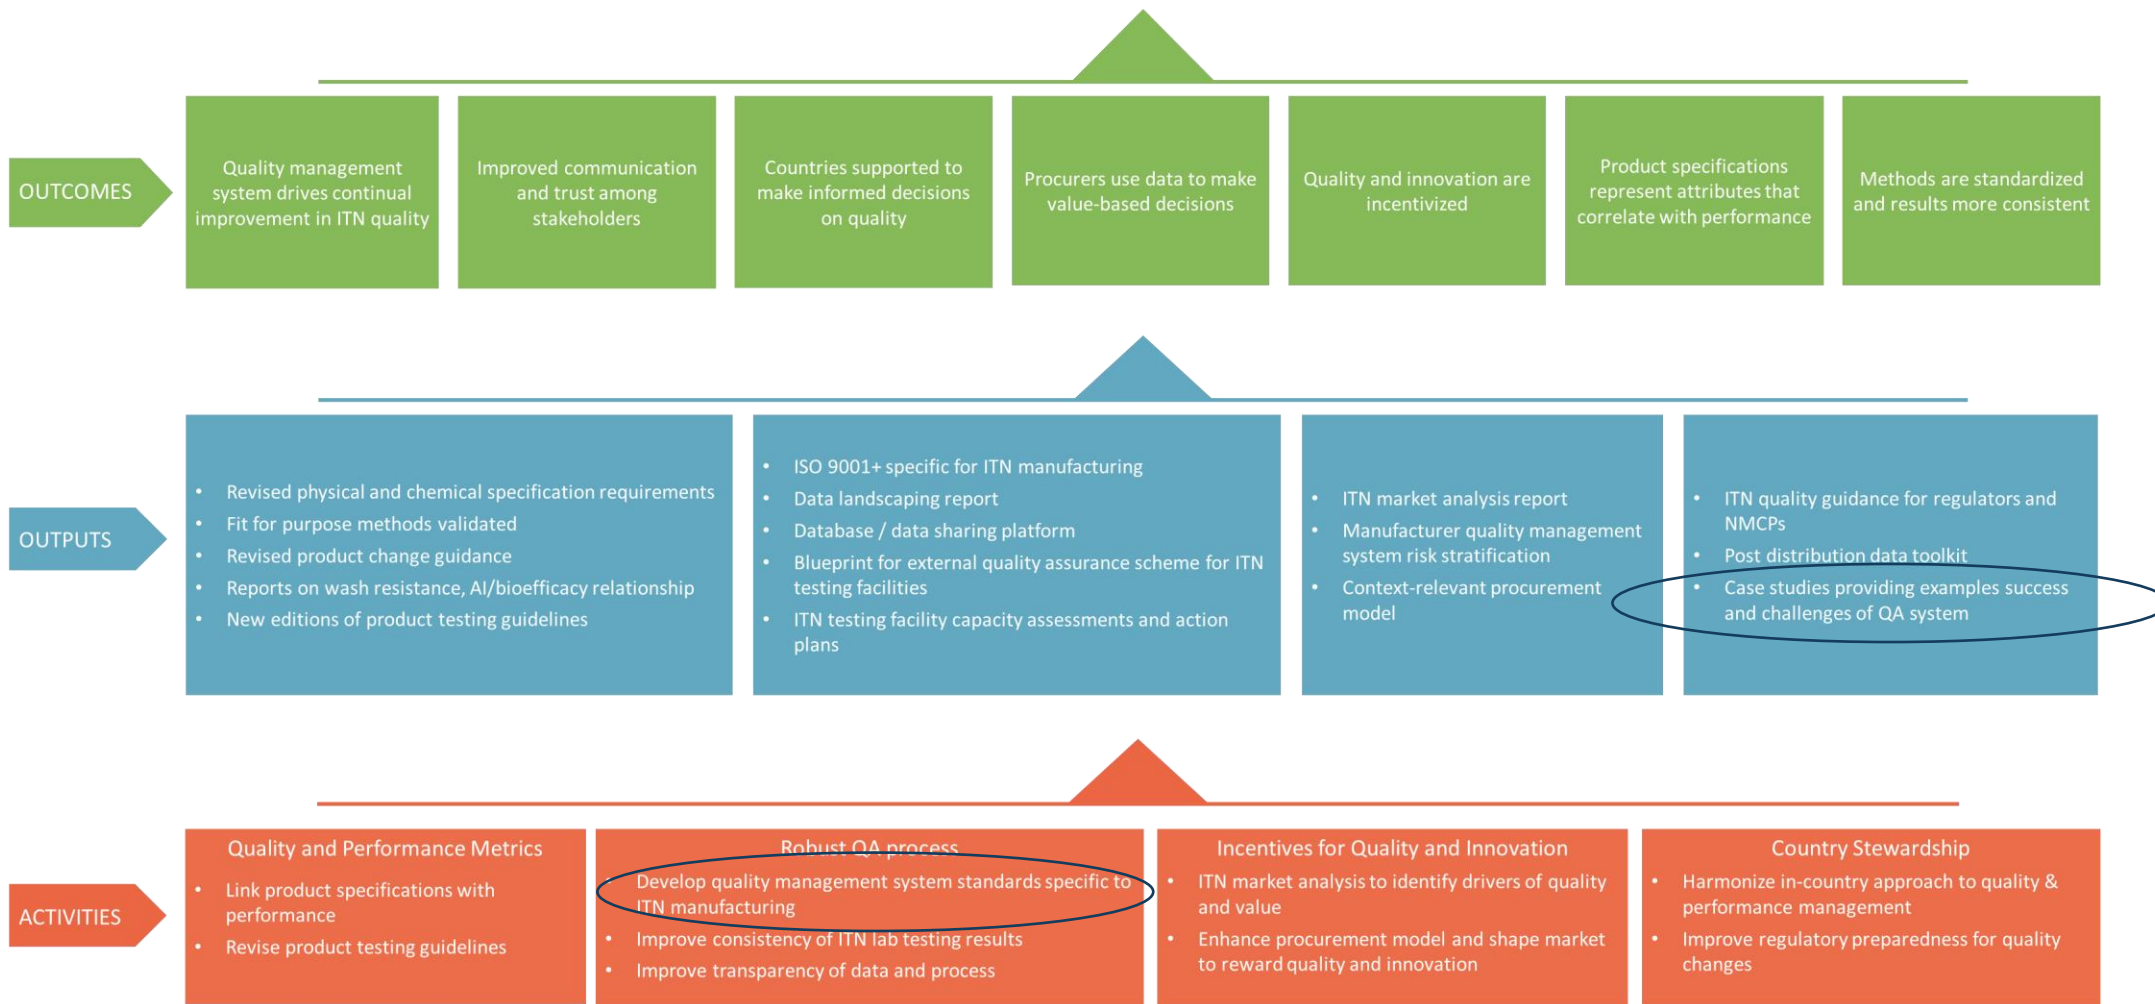 OUTCOMES
Quality management
system drives continual
improvement in ITN quality
Improved communication
and trust among
stakeholders
Countries supported to
make informed decisions
on quality
Procurers use data to make
value-based decisions
Quality and innovation are
incentivized
Product specifications
represent attributes that
correlate with performance
Methods are standardized
and results more consistent
OUTPUTS
• Revised physical and chemical specification requirements
• Fit for purpose methods validated
• Revised product change guidance
• Reports on wash resistance, AI/bioefficacy relationship
• New editions of product testing guidelines
• ISO 9001+ specific for ITN manufacturing
• Data landscaping report
• Database / data sharing platform
• Blueprint for external quality assurance scheme for ITN
testing facilities
• ITN testing facility capacity assessments and action
plans
• ITN market analysis report
• Manufacturer quality management
system risk stratification
• Context-relevant procurement
model
• ITN quality guidance for regulators and
NMCPs
• Post distribution data toolkit
• Case studies providing examples success
and challenges of QA system
ACTIVITIES
Quality and Performance Metrics
• Link product specifications with
performance
• Revise product testing guidelines
Robust QA process
• Develop quality management system standards specific to
ITN manufacturing
• Improve consistency of ITN lab testing results
• Improve transparency of data and process
Incentives for Quality and Innovation
• ITN market analysis to identify drivers of quality
and value
• Enhance procurement model and shape market
to reward quality and innovation
Country Stewardship
• Harmonize in-country approach to quality &
performance management
• Improve regulatory preparedness for quality
changes